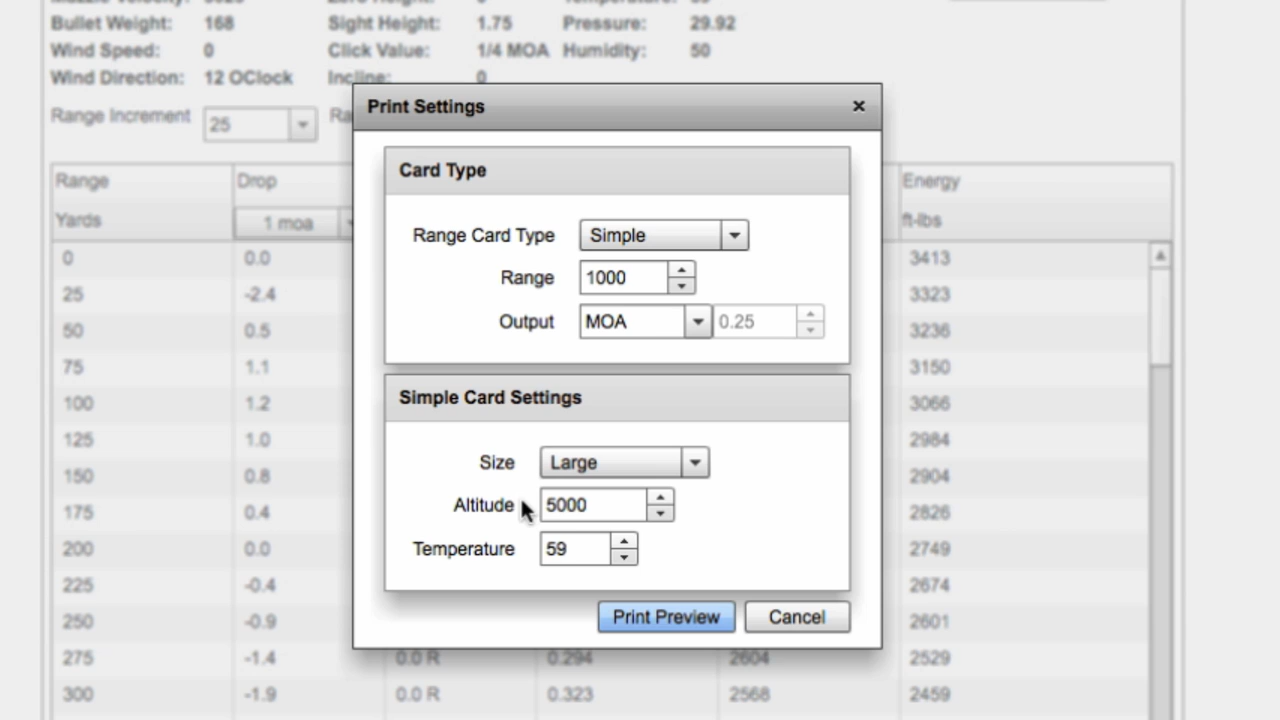 Bullet Weight: 168 Sight Height: 1.75 Pressure: 29.92
Wind Speed: 0 Click Value: 1/4 MOA Humidity: 50
Wind Direction: 12 OClock Incline: 0
Range Increment 25 Ra
Print Settings
Card Type
Range Card Type Simple
Range 1000
Output MOA 0.25
Simple Card Settings
Size Large
Altitude 5000
Temperature 59
Print Preview Cancel
Range Drop Energy
Yards 1 moa ft-lbs
0 0.0 3413
25 -2.4 3323
50 0.5 3236
75 1.1 3150
100 1.2 3066
125 1.0 2984
150 0.8 2904
175 0.4 2826
200 0.0 2749
225 -0.4 2674
250 -0.9 2601
275 -1.4 0.0 R 0.294 2604 2529
300 -1.9 0.0 R 0.323 2568 2459